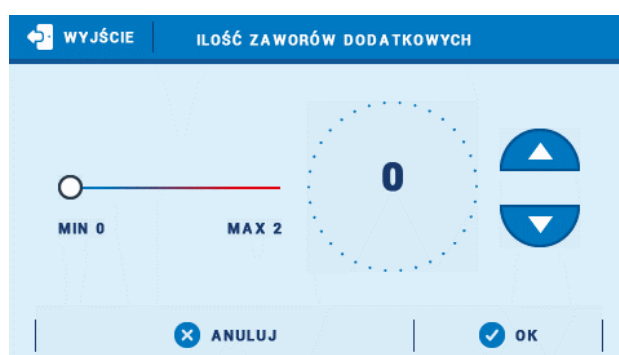 WYJŚCIE
ILOŚĆ ZAWORÓW DODATKOWYCH
0
MIN 0
MAX 2
ANULUJ
OK